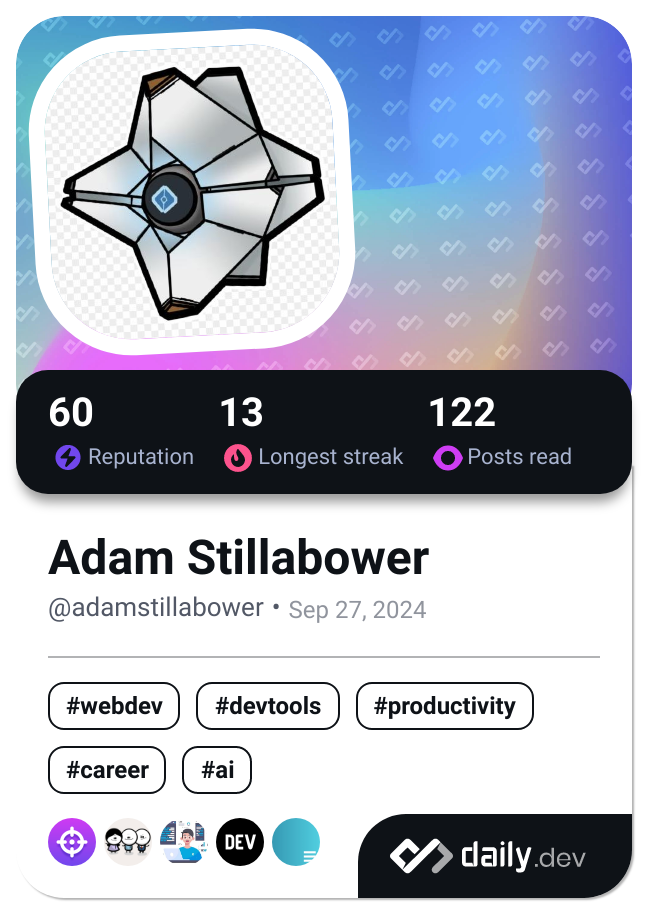 60 13 122
Reputation Longest streak Posts read
Adam Stillabower
@adamstillabower • Sep 27, 2024
#webdev #devtools #productivity
#career #ai
DEV
daily.dev